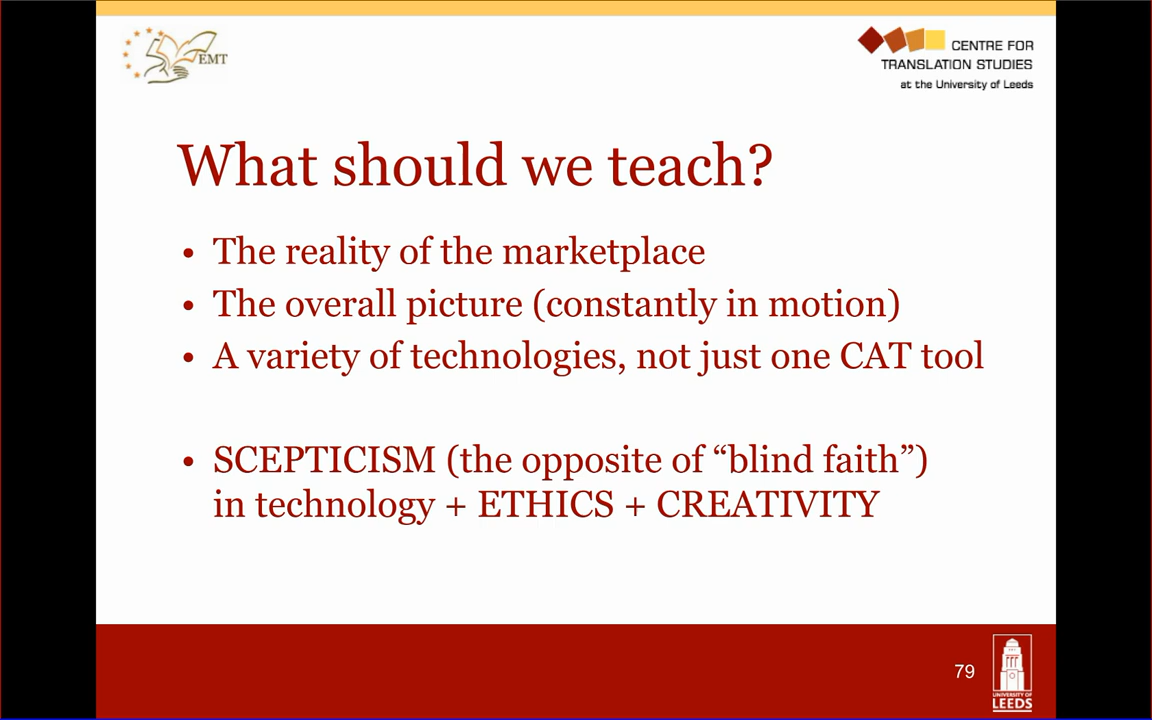 EMT
CENTRE FOR
TRANSLATION STUDIES
at the University of Leeds
What should we teach?
• The reality of the marketplace
• The overall picture (constantly in motion)
• A variety of technologies, not just one CAT tool
• SCEPTICISM (the opposite of “blind faith”)
in technology + ETHICS + CREATIVITY
79
UNIVERSITY OF
LEEDS